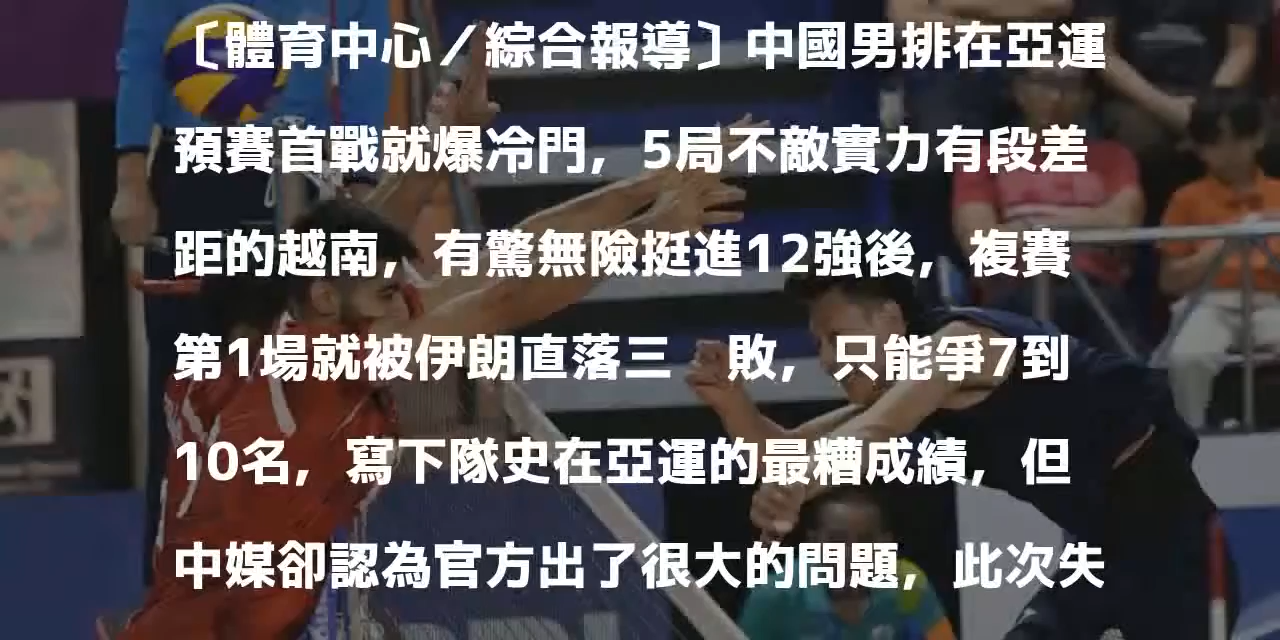 〔體育中心／綜合報導〕中國男排在亞運
預賽首戰就爆冷門，5局不敵實力有段差
距的越南，有驚無險挺進12強後，複賽
第1場就被伊朗直落三　敗，只能爭7到
10名，寫下隊史在亞運的最糟成績，但
中媒卻認為官方出了很大的問題，此次失